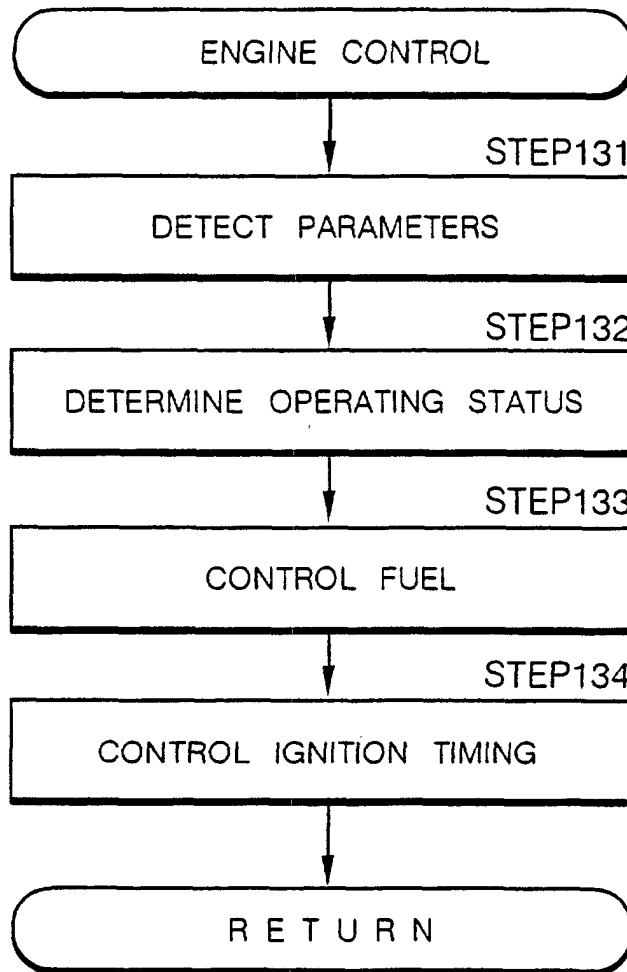 ENGINE CONTROL
STEP131
DETECT PARAMETERS
STEP132
DETERMINE OPERATING STATUS
STEP133
CONTROL FUEL
STEP134
CONTROL IGNITION TIMING
RETURN